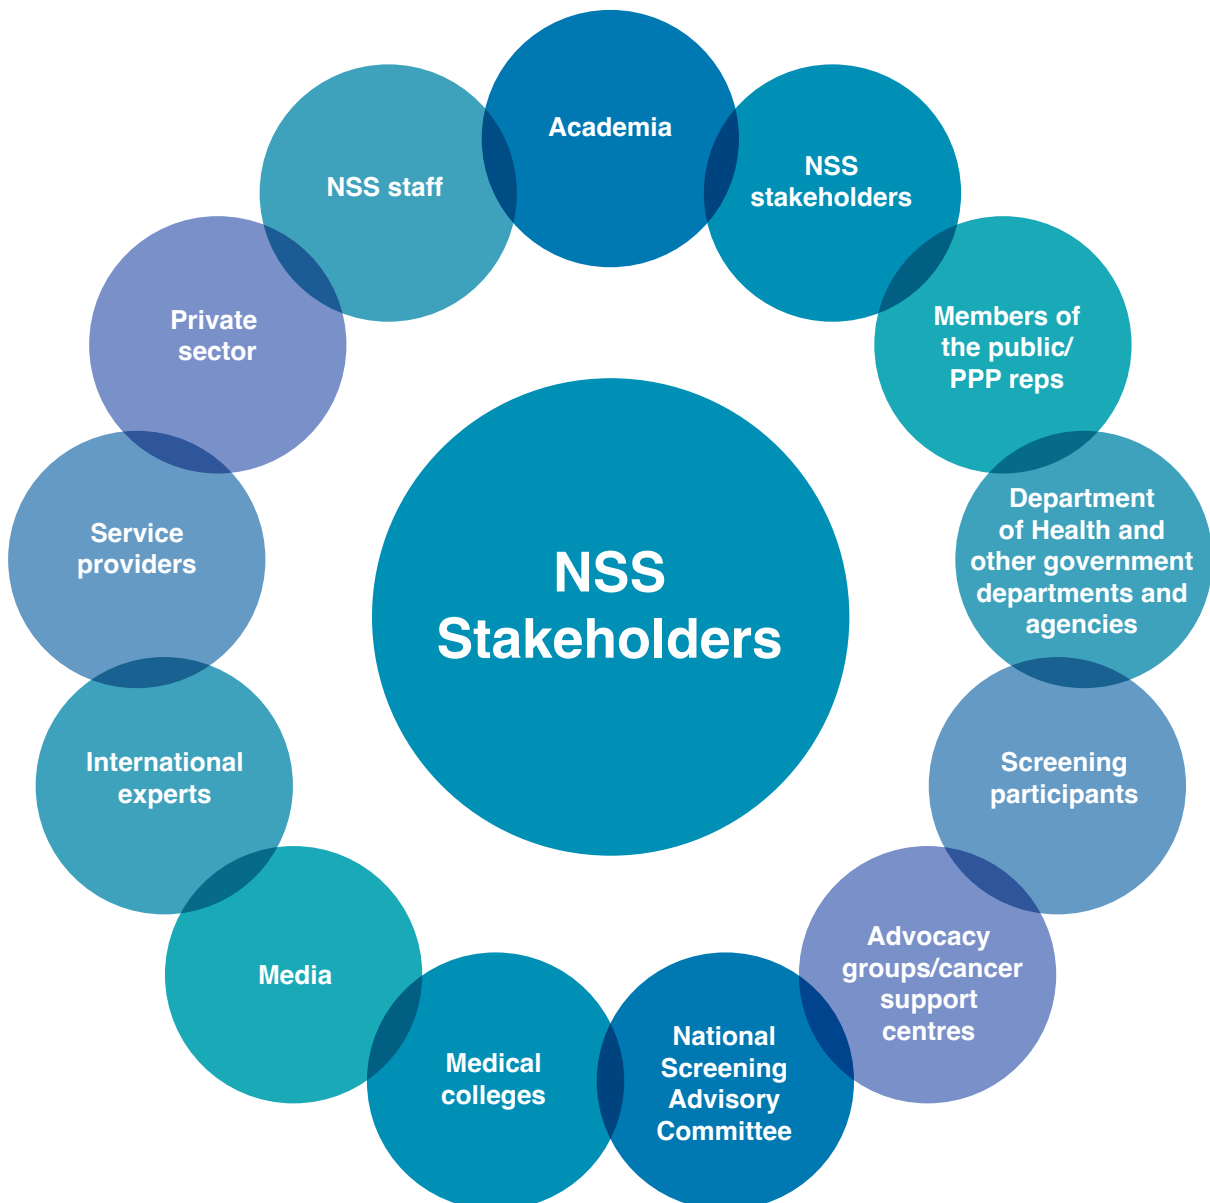 Academia
NSS
stakeholders
Members of
the public/
PPP reps
Department
of Health and
other government
departments and
agencies
Screening
participants
Advocacy
groups/cancer
support
centres
National
Screening
Advisory
Committee
Medical
colleges
Media
International
experts
Service
providers
Private
sector
NSS staff
NSS
Stakeholders